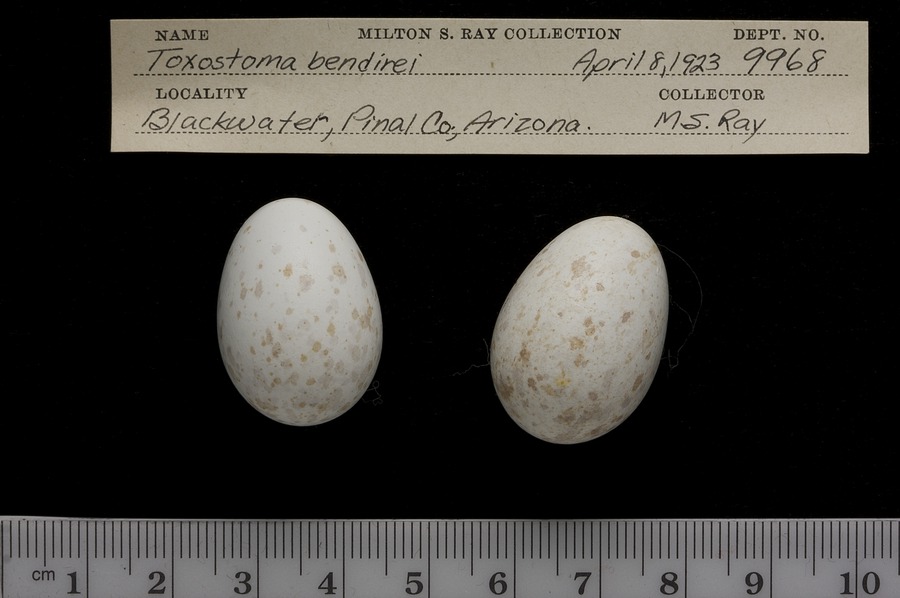 NAME MILTON S. RAY COLLECTION DEPT. NO.
Toxostoma bendirei April 8, 1923 9968
LOCALITY COLLECTOR
Blackwater, Pinal Co., Arizona. M.S. Ray
cm 1 2 3 4 5 6 7 8 9 10